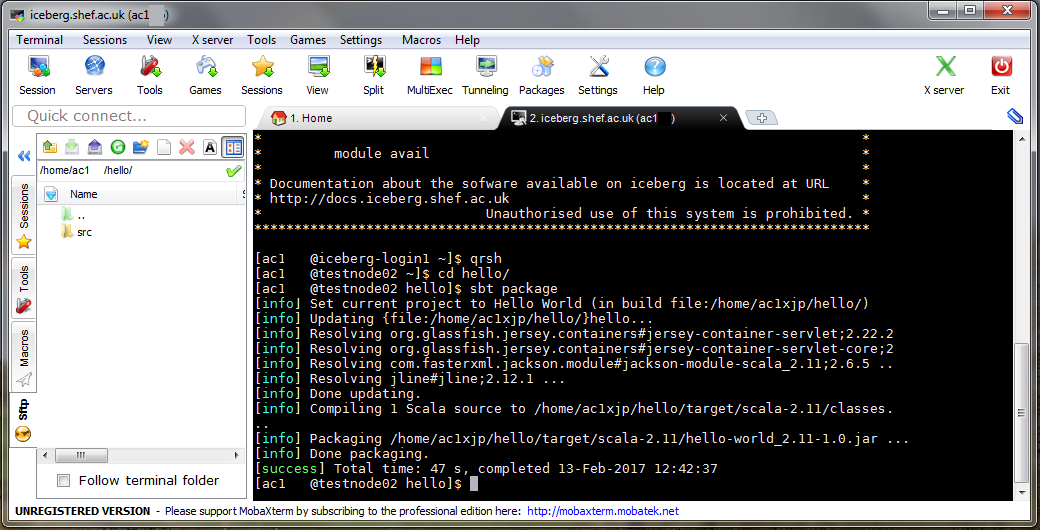 iceberg.shef.ac.uk (ac1 )
Terminal Sessions View X server Tools Games Settings Macros Help
Session Servers Tools Games Sessions View Split MultiExec Tunneling Packages Settings Help X server Exit
Quick connect...
1. Home
2. iceberg.shef.ac.uk (ac1 )
/home/ac1 /hello/
Name
..
src
Sessions
Tools
Macros
Sftp
Follow terminal folder
* *
* module avail *
* *
* Documentation about the sofware available on iceberg is located at URL *
* http://docs.iceberg.shef.ac.uk *
* Unauthorised use of this system is prohibited. *
*****************************************************************************
[ac1 @iceberg-login1 ~]$ qrsh
[ac1 @testnode02 ~]$ cd hello/
[ac1 @testnode02 hello]$ sbt package
[info] Set current project to Hello World (in build file:/home/ac1xjp/hello/)
[info] Updating {file:/home/ac1xjp/hello/}hello...
[info] Resolving org.glassfish.jersey.containers#jersey-container-servlet;2.22.2
[info] Resolving org.glassfish.jersey.containers#jersey-container-servlet-core;2
[info] Resolving com.fasterxml.jackson.module#jackson-module-scala_2.11;2.6.5 ..
[info] Resolving jline#jline;2.12.1 ...
[info] Done updating.
[info] Compiling 1 Scala source to /home/ac1xjp/hello/target/scala-2.11/classes.
..
[info] Packaging /home/ac1xjp/hello/target/scala-2.11/hello-world_2.11-1.0.jar ...
[info] Done packaging.
[success] Total time: 47 s, completed 13-Feb-2017 12:42:37
[ac1 @testnode02 hello]$
UNREGISTERED VERSION - Please support MobaXterm by subscribing to the professional edition here: http://mobaxterm.mobatek.net